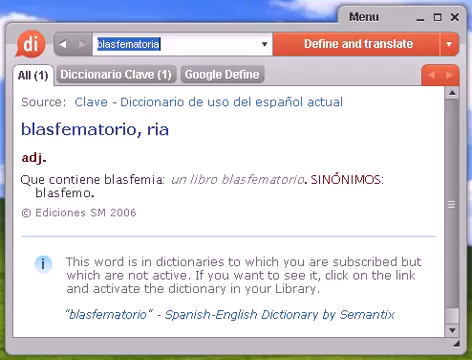 Menu
di
blasfematoria
Define and translate
All (1)
Diccionario Clave (1)
Google Define
Source: Clave - Diccionario de uso del español actual
blasfematorio, ria
adj.
Que contiene blasfemia: un libro blasfematorio. SINÓNIMOS:
blasfemo.
© Ediciones SM 2006
i
This word is in dictionaries to which you are subscribed but
which are not active. If you want to see it, click on the link
and activate the dictionary in your Library.
"blasfematorio" - Spanish-English Dictionary by Semantix